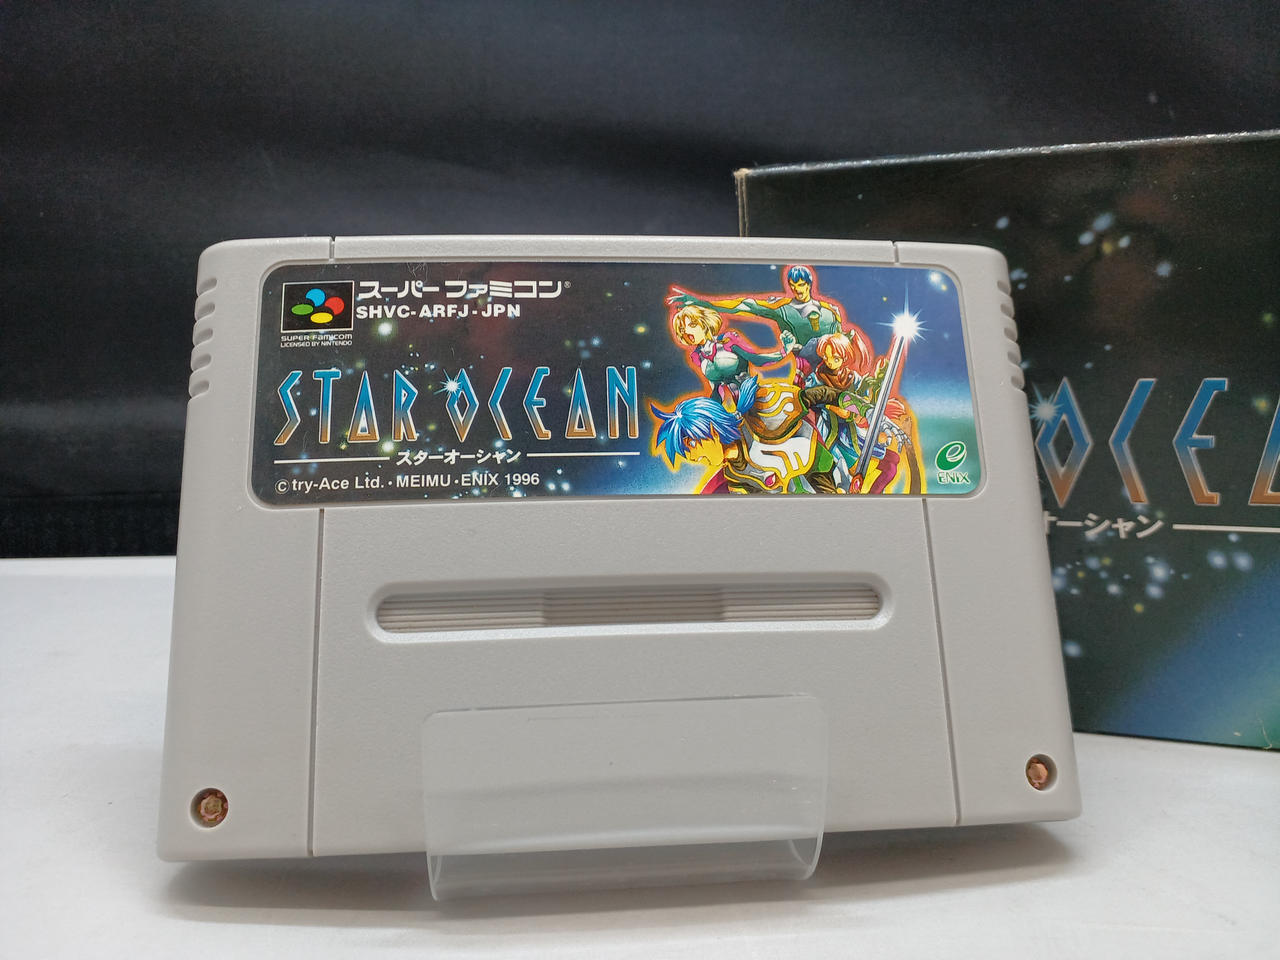 スーパーファミコン®
SHVC-ARFJ-JPN
SUPER FAMICOM
LICENSED BY NINTENDO
STAR OCEAN
スターオーシャン
©try-Ace Ltd.・MEIMU・ENIX 1996
e
ENIX
OCE
オーシャン